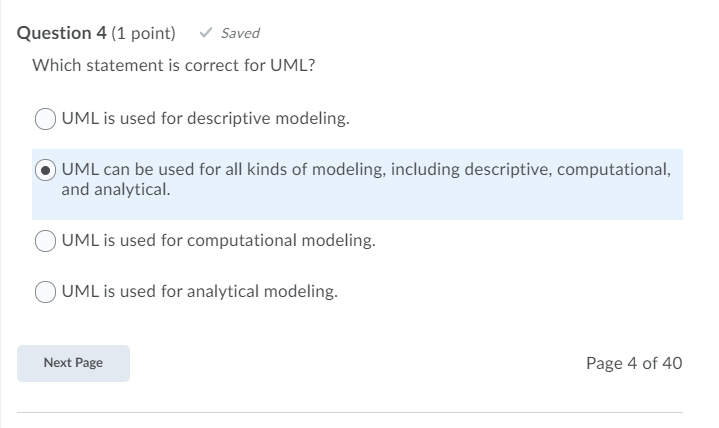 Question 4 (1 point) Saved
Which statement is correct for UML?
UML is used for descriptive modeling.
UML can be used for all kinds of modeling, including descriptive, computational,
and analytical.
UML is used for computational modeling.
UML is used for analytical modeling.
Next Page Page 4 of 40